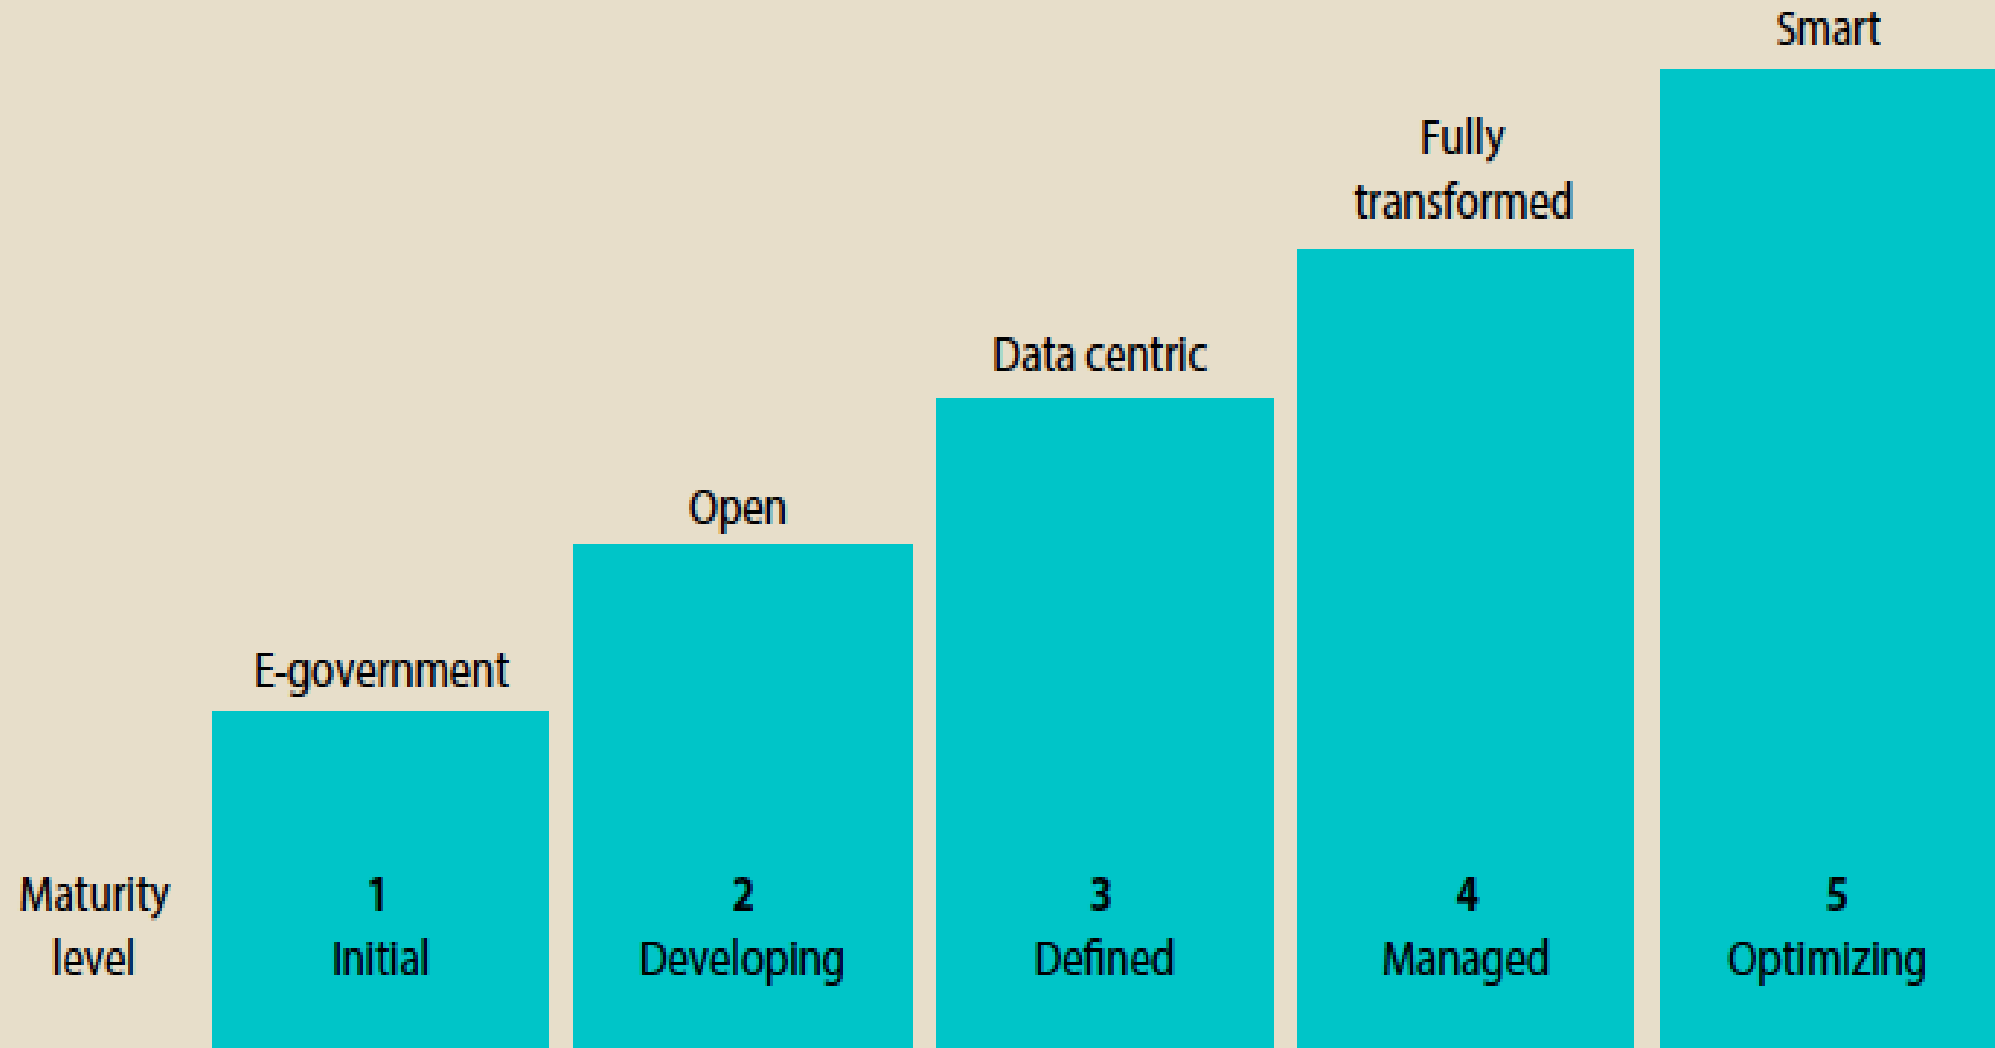 Smart
Fully
transformed
Data centric
Open
E-government
Maturity
level
1
Initial
2
Developing
3
Defined
4
Managed
5
Optimizing